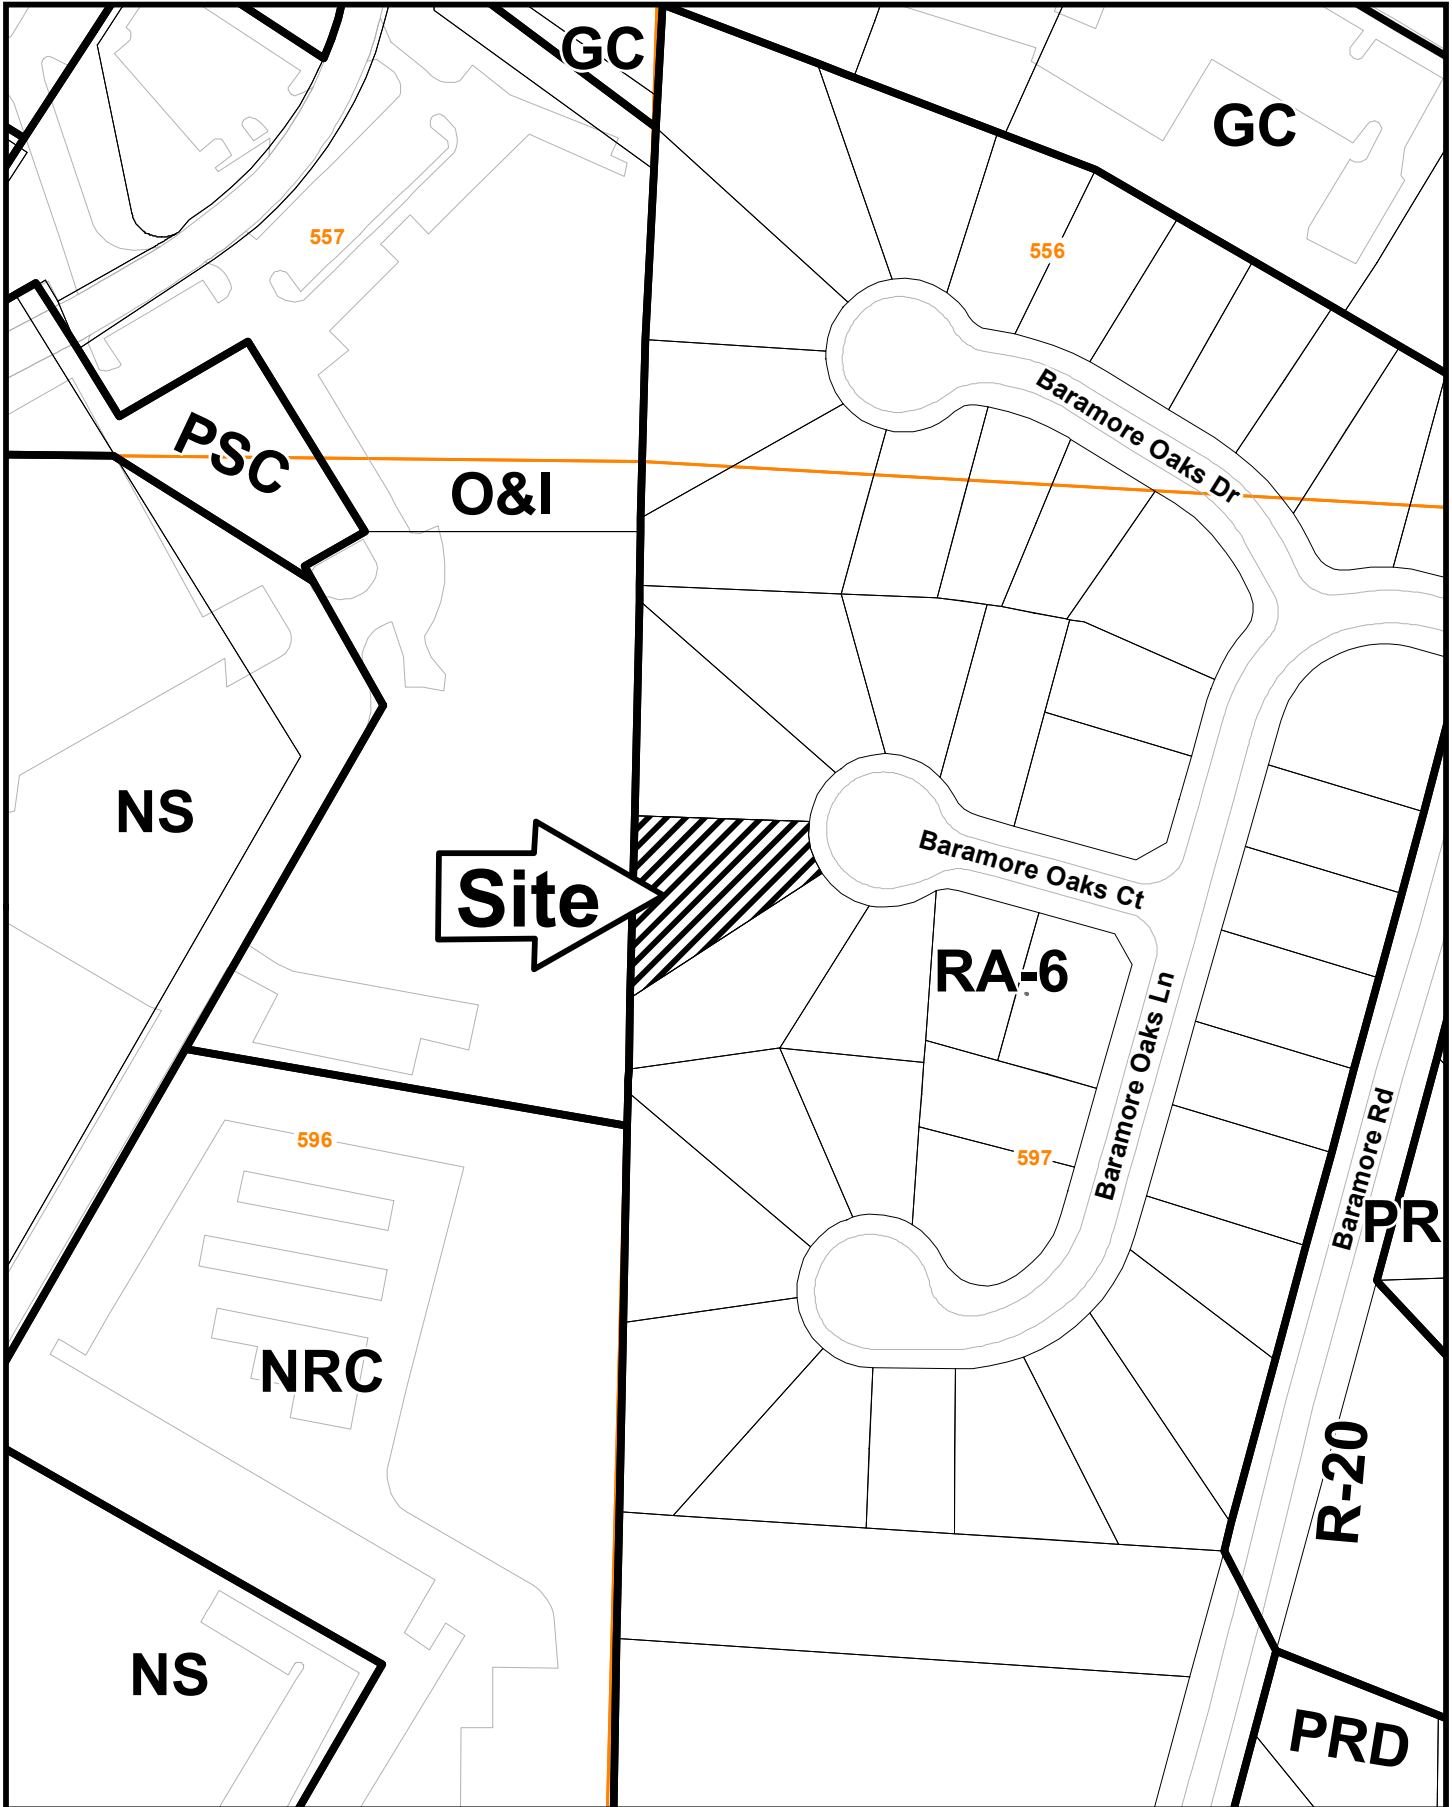 GC
GC
557
556
Baramore Oaks Dr
PSC
O&I
NS
Baramore Oaks Ct
Site
RA-6
Baramore Oaks Ln
Baramore Rd
596
597
PR
NRC
R-20
NS
PRD